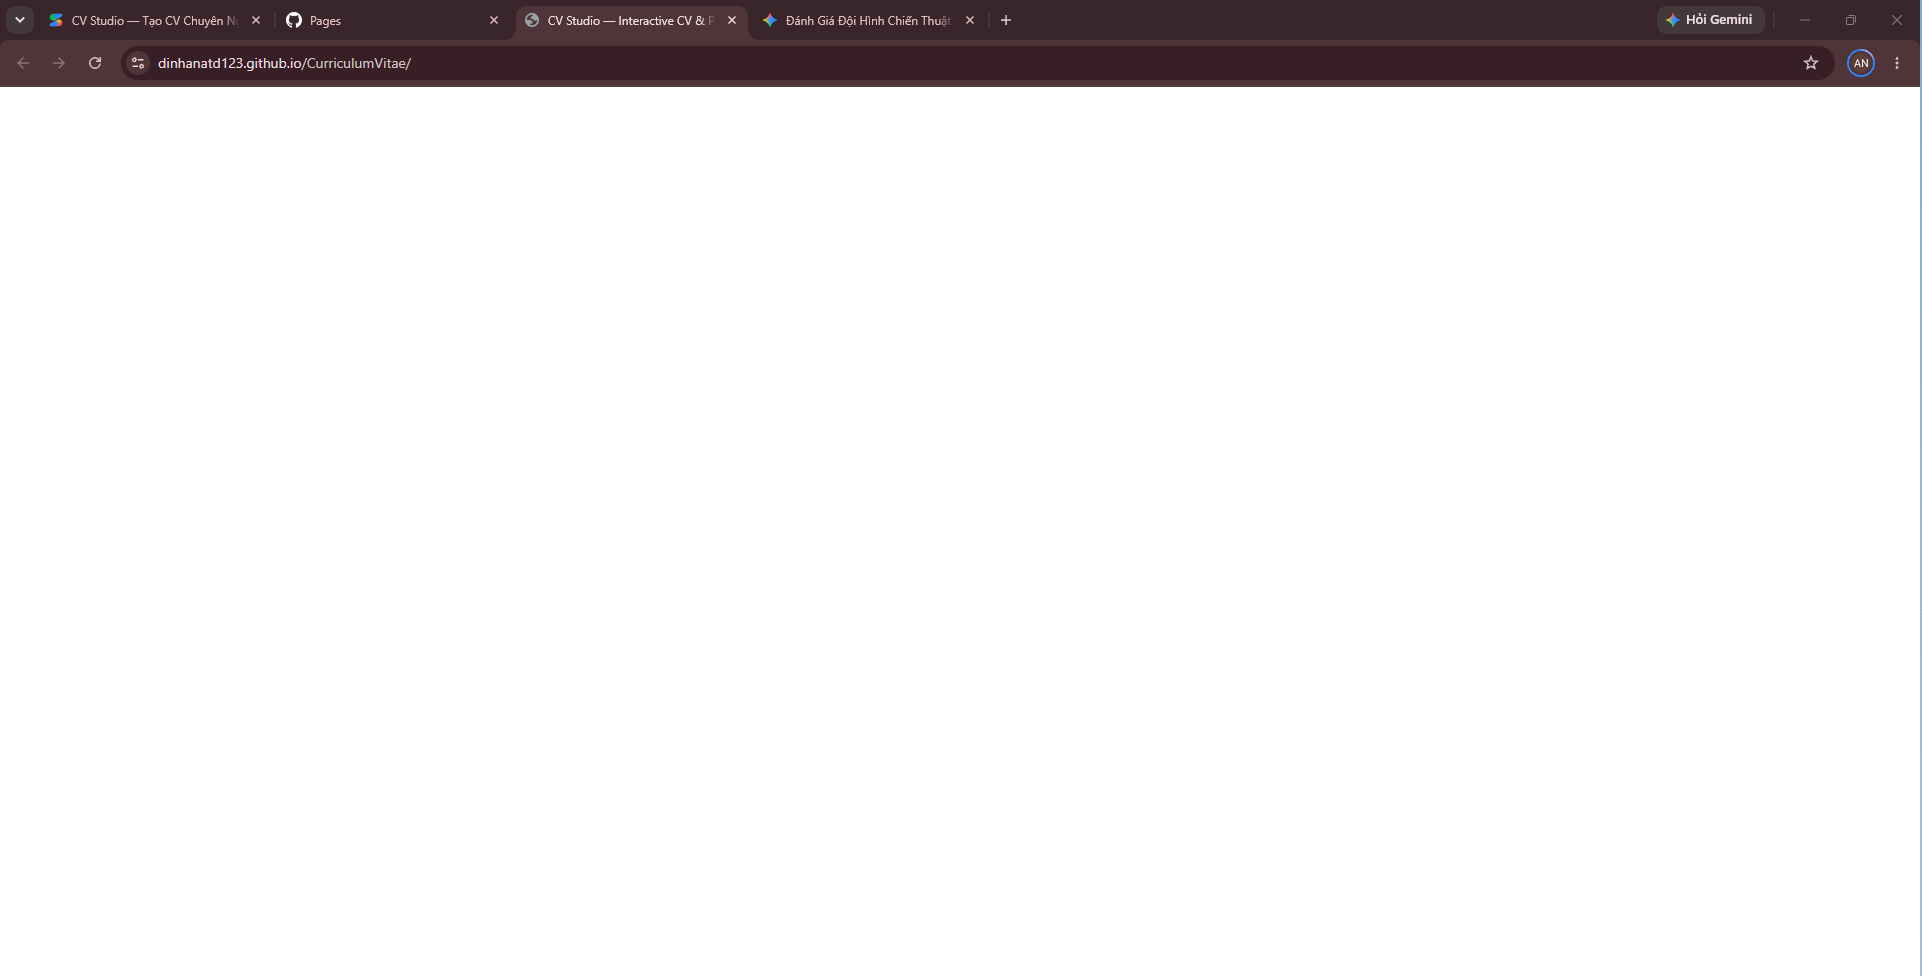 CV Studio — Tạo CV Chuyên
Pages
CV Studio — Interactive CV &
Đánh Giá Đội Hình Chiến Thuật
Hỏi Gemini
dinhanatd123.github.io/CurriculumVitae/
AN